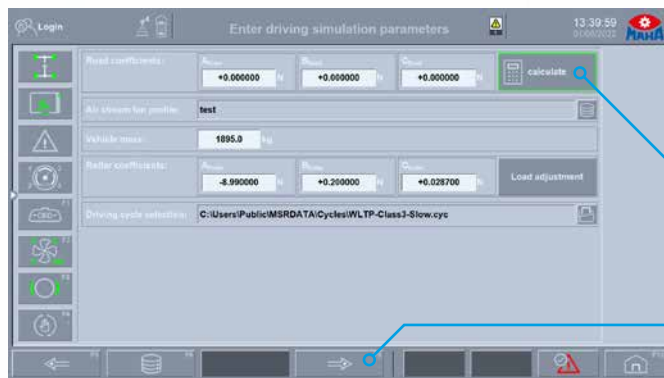 Login
Enter driving simulation parameters
13:39:59
MAHA
Road coefficients:
+0.000000 N +0.000000 N +0.000000 N
calculate
Air stream fan profile: test
Vehicle mass: 1895.0 kg
Roller coefficients:
-8.990000 N +0.200000 N +0.028700 N
Load adjustment
Driving cycle selection: C:\Users\Public\MSRDATA\Cycles\WLTP-Class3-Slow.cyc